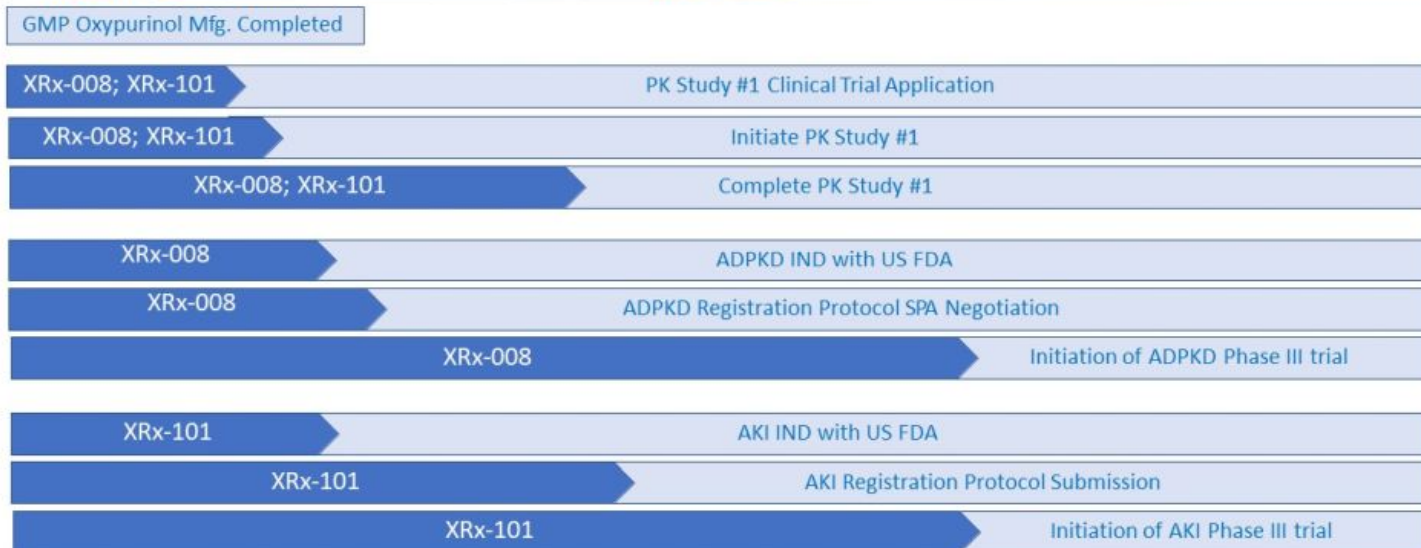 GMP Oxypurinol Mfg. Completed
XRx-008; XRx-101 PK Study #1 Clinical Trial Application
XRx-008; XRx-101 Initiate PK Study #1
XRx-008; XRx-101 Complete PK Study #1
XRx-008 ADPKD IND with US FDA
XRx-008 ADPKD Registration Protocol SPA Negotiation
XRx-008 Initiation of ADPKD Phase III trial
XRx-101 AKI IND with US FDA
XRx-101 AKI Registration Protocol Submission
XRx-101 Initiation of AKI Phase III trial